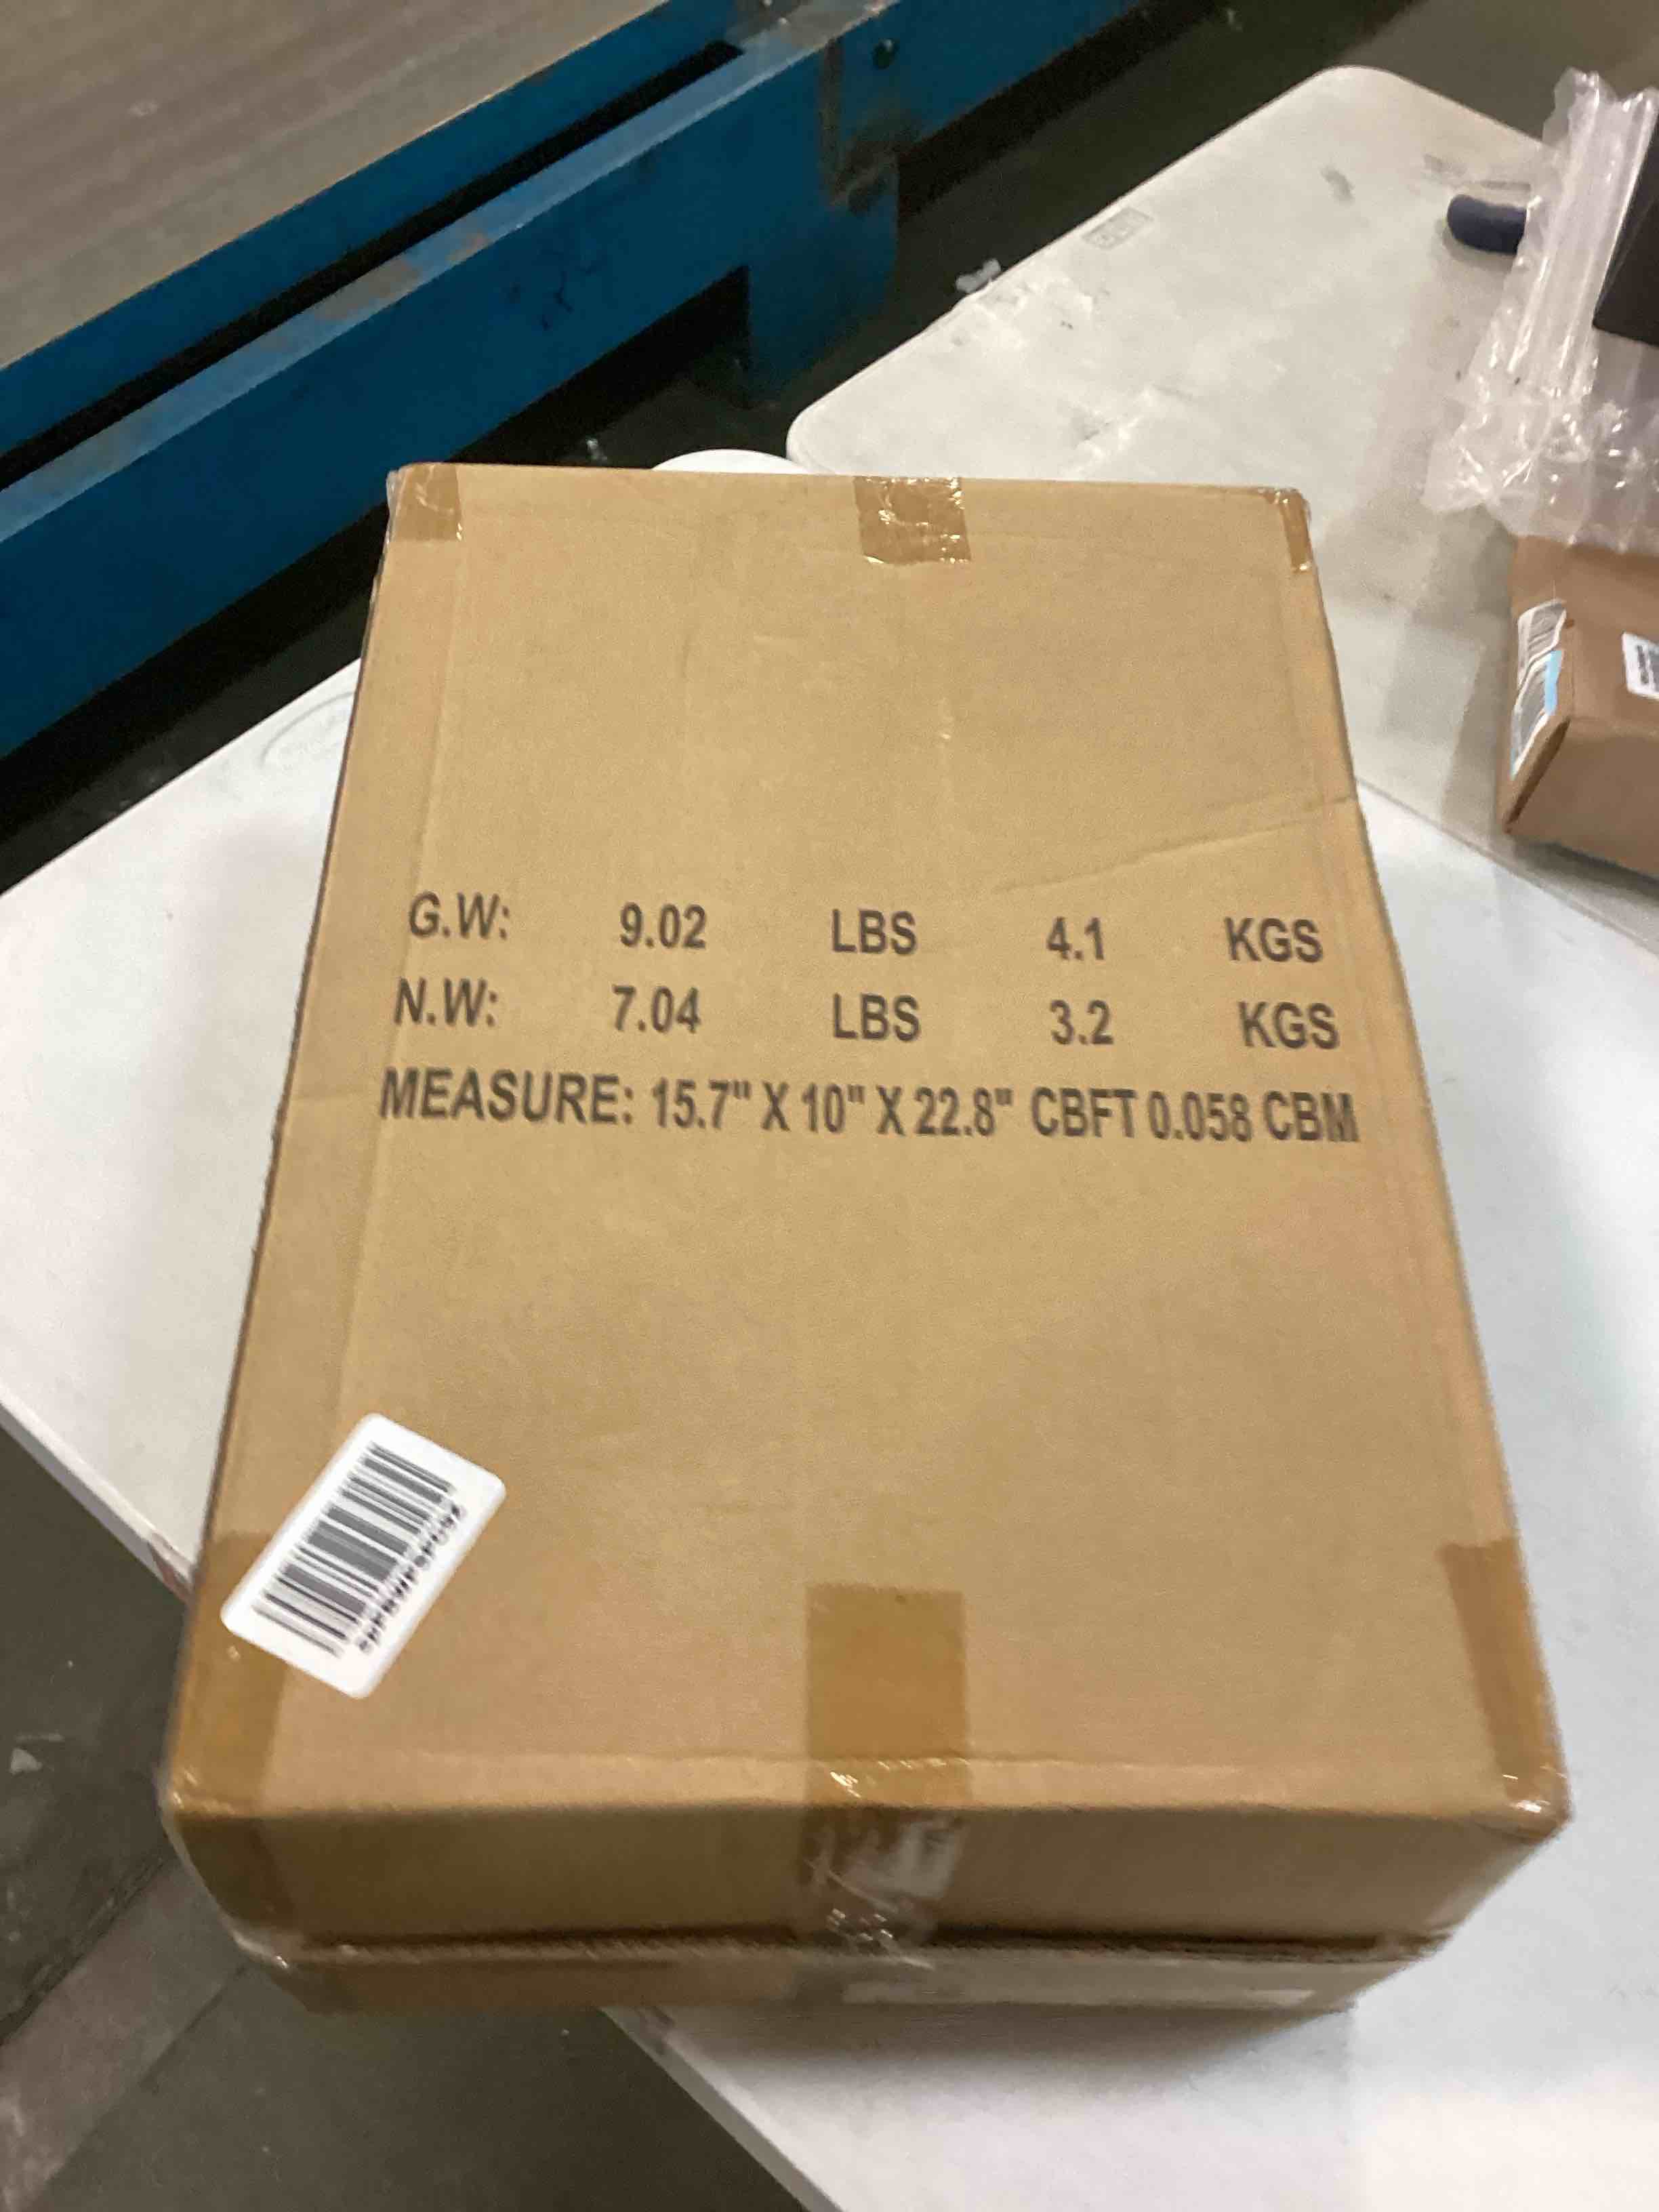 G.W: 9.02 LBS 4.1 KGS
N.W: 7.04 LBS 3.2 KGS
MEASURE: 15.7" X 10" X 22.8" CBFT 0.058 CBM